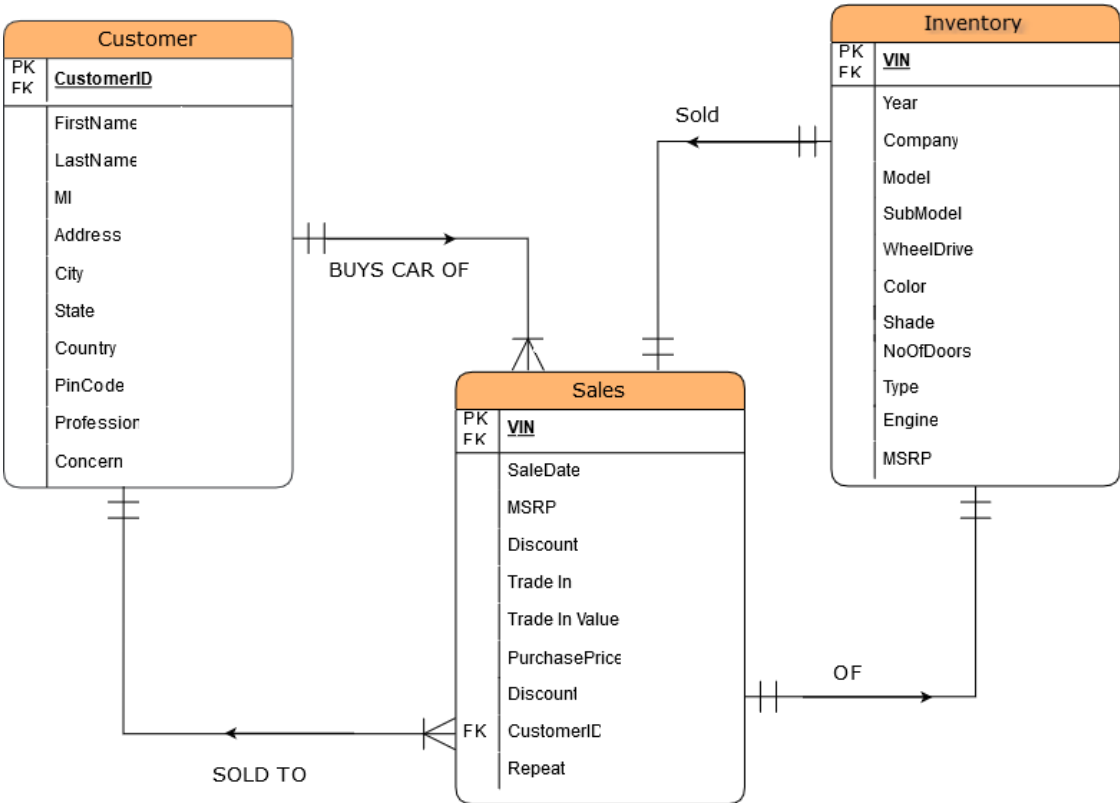 Customer
PK
FK
CustomerID
FirstName
LastName
MI
Address
City
State
Country
PinCode
Profession
Concern
BUYS CAR OF
SOLD TO
Sold
Inventory
PK
FK
VIN
Year
Company
Model
SubModel
WheelDrive
Color
Shade
NoOfDoors
Type
Engine
MSRP
Sales
PK
FK
VIN
SaleDate
MSRP
Discount
Trade In
Trade In Value
PurchasePrice
Discount
FK CustomerID
Repeat
OF